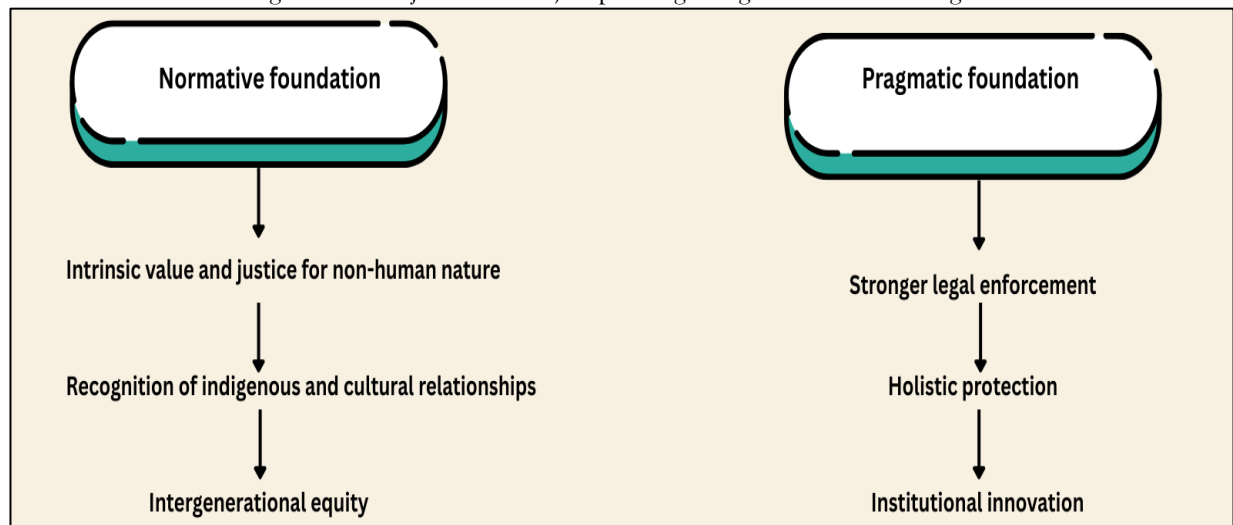 Normative foundation
Pragmatic foundation
Intrinsic value and justice for non-human nature
Stronger legal enforcement
Recognition of indigenous and cultural relationships
Holistic protection
Intergenerational equity
Institutional innovation